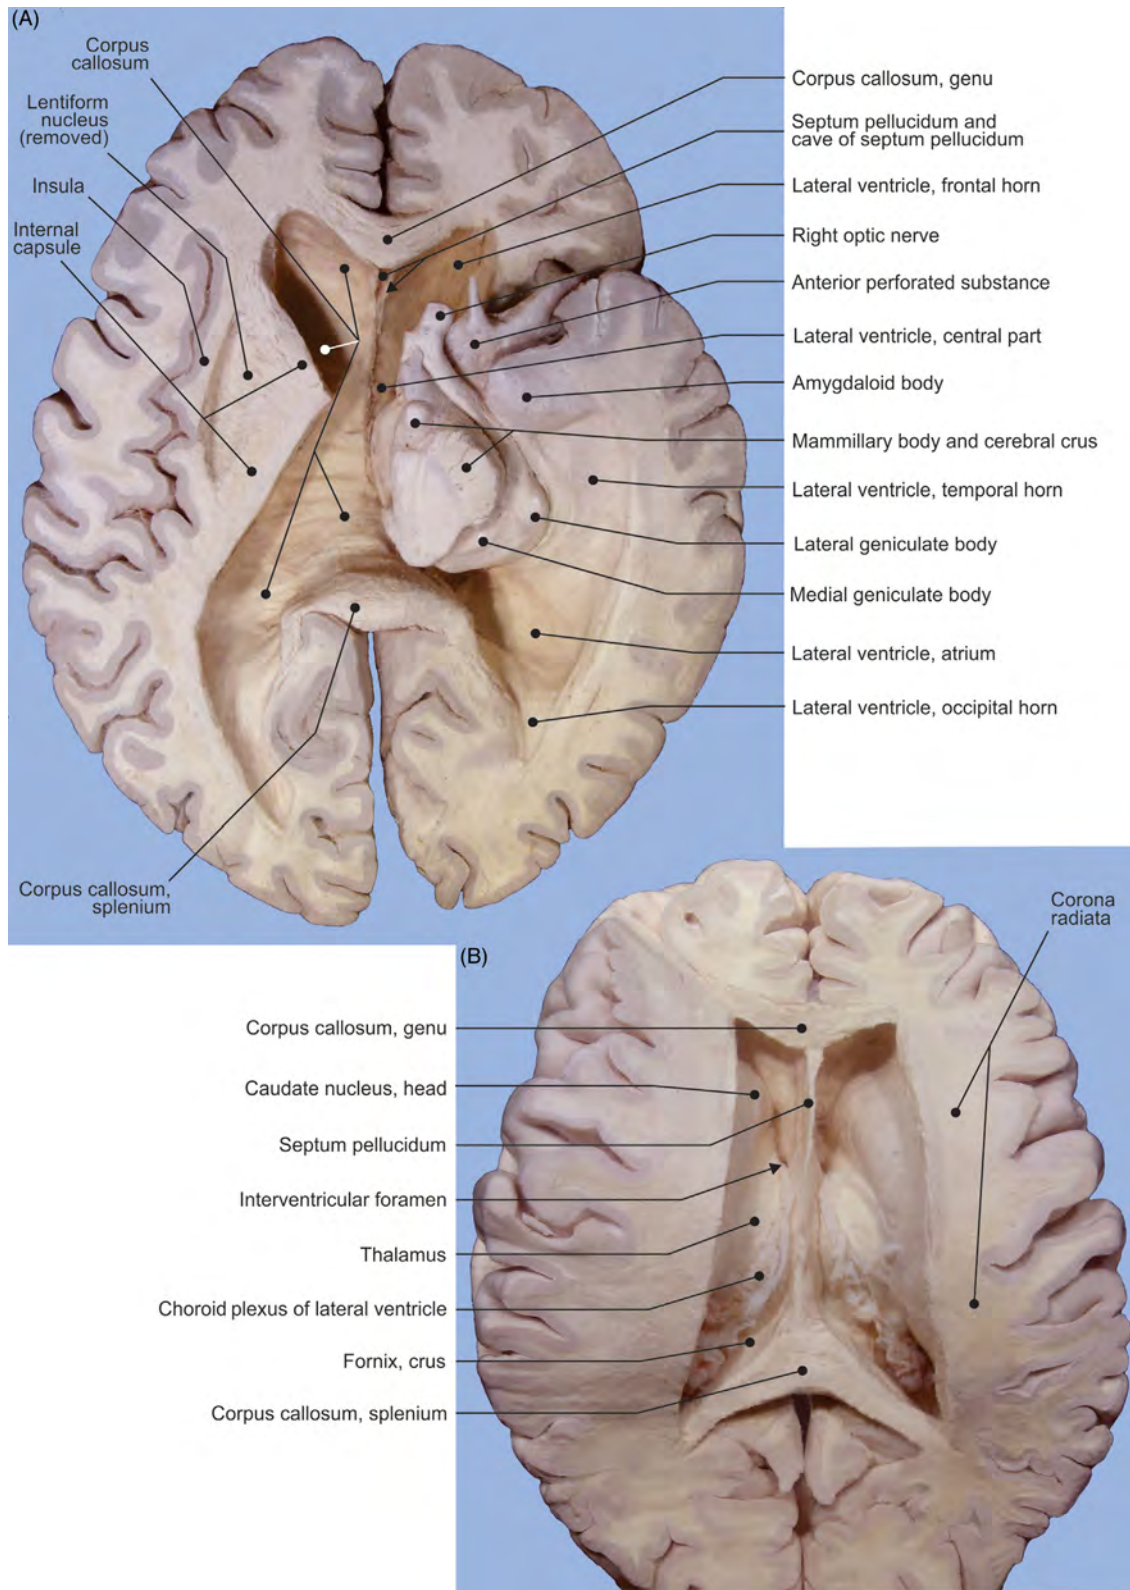 (A)
Corpus
callosum
Lentiform
nucleus
(removed)
Insula
Internal
capsule
Corpus callosum,
splenium
Corpus callosum, genu
Septum pellucidum and
cave of septum pellucidum
Lateral ventricle, frontal horn
Right optic nerve
Anterior perforated substance
Lateral ventricle, central part
Amygdaloid body
Mammillary body and cerebral crus
Lateral ventricle, temporal horn
Lateral geniculate body
Medial geniculate body
Lateral ventricle, atrium
Lateral ventricle, occipital horn
(B)
Corona
radiata
Corpus callosum, genu
Caudate nucleus, head
Septum pellucidum
Interventricular foramen
Thalamus
Choroid plexus of lateral ventricle
Fornix, crus
Corpus callosum, splenium